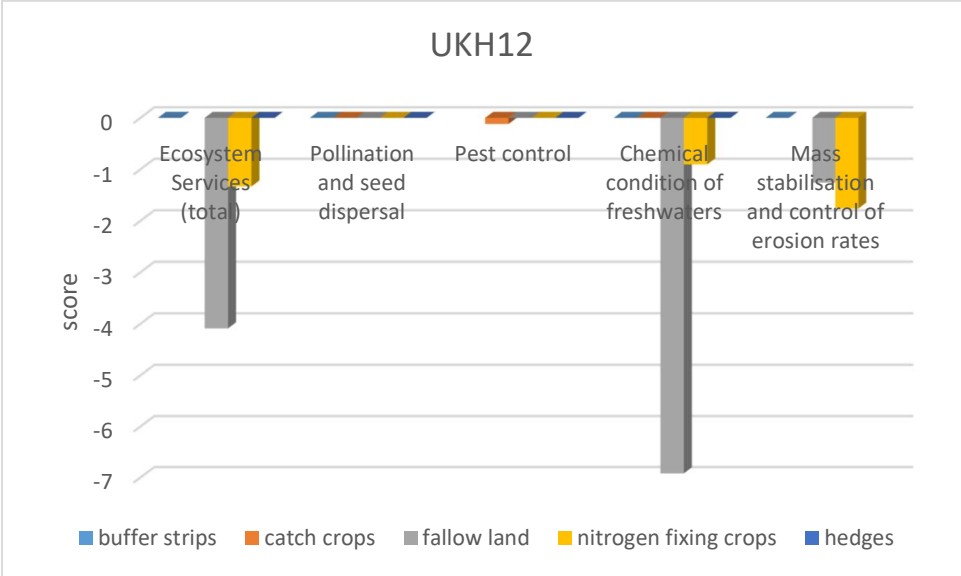 UKH12
0
-1
-2
-3
-4
-5
-6
-7
score
Ecosystem
Services
(total)
Pollination
and seed
dispersal
Pest control
Chemical
condition of
freshwaters
Mass
stabilisation
and control of
erosion rates
buffer strips catch crops fallow land nitrogen fixing crops hedges